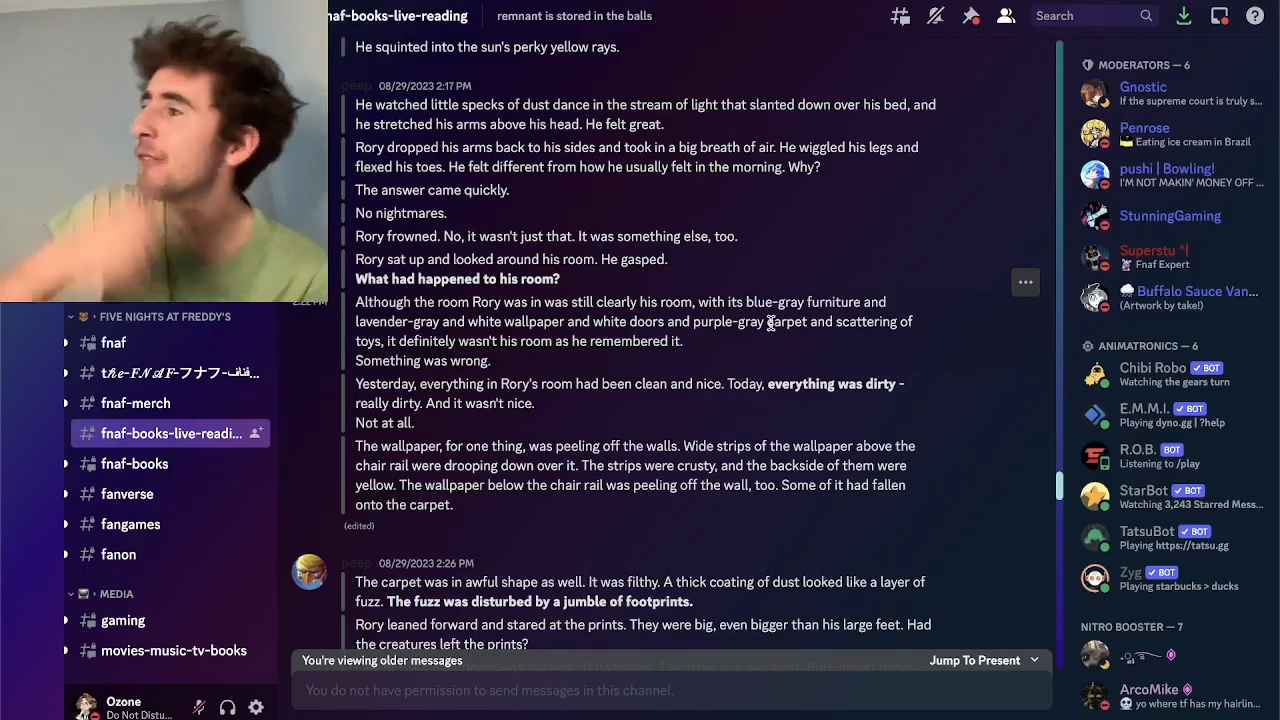 fnaf-books-live-reading
remnant is stored in the balls
Search
He squinted into the sun's perky yellow rays.
peep 08/29/2023 2:17 PM
He watched little specks of dust dance in the stream of light that slanted down over his bed, and
he stretched his arms above his head. He felt great.
Rory dropped his arms back to his sides and took in a big breath of air. He wiggled his legs and
flexed his toes. He felt different from how he usually felt in the morning. Why?
The answer came quickly.
No nightmares.
Rory frowned. No, it wasn't just that. It was something else, too.
Rory sat up and looked around his room. He gasped.
What had happened to his room?
2:22 PM
Although the room Rory was in was still clearly his room, with its blue-gray furniture and
lavender-gray and white wallpaper and white doors and purple-gray carpet and scattering of
toys, it definitely wasn't his room as he remembered it.
Something was wrong.
Yesterday, everything in Rory's room had been clean and nice. Today, everything was dirty -
really dirty. And it wasn't nice.
Not at all.
The wallpaper, for one thing, was peeling off the walls. Wide strips of the wallpaper above the
chair rail were drooping down over it. The strips were crusty, and the backside of them were
yellow. The wallpaper below the chair rail was peeling off the wall, too. Some of it had fallen
onto the carpet.
(edited)
peep 08/29/2023 2:26 PM
The carpet was in awful shape as well. It was filthy. A thick coating of dust looked like a layer of
fuzz. The fuzz was disturbed by a jumble of footprints.
Rory leaned forward and stared at the prints. They were big, even bigger than his large feet. Had
the creatures left the prints?
You're viewing older messages
Jump To Present
You do not have permission to send messages in this channel.
FIVE NIGHTS AT FREDDY'S
fnaf
the-FNAF-フナフ-فناف...
fnaf-merch
fnaf-books-live-readi...
fnaf-books
fanverse
fangames
fanon
MEDIA
gaming
movies-music-tv-books
Ozone
Do Not Distu...
MODERATORS — 6
Gnostic
If the supreme court is truly s...
Penrose
Eating ice cream in Brazil
pushi | Bowling!
I'M NOT MAKIN' MONEY OFF ...
StunningGaming
Superstu ^|
Fnaf Expert
Buffalo Sauce Van...
(Artwork by take!)
ANIMATRONICS — 6
Chibi Robo BOT
Watching the gears turn
E.M.M.I. BOT
Playing dyno.gg | ?help
R.O.B. BOT
Listening to /play
StarBot BOT
Watching 3,243 Starred Mess...
TatsuBot BOT
Playing https://tatsu.gg
Zyg BOT
Playing starbucks > ducks
NITRO BOOSTER — 7
ArcoMike
yo where tf has my hairlin...